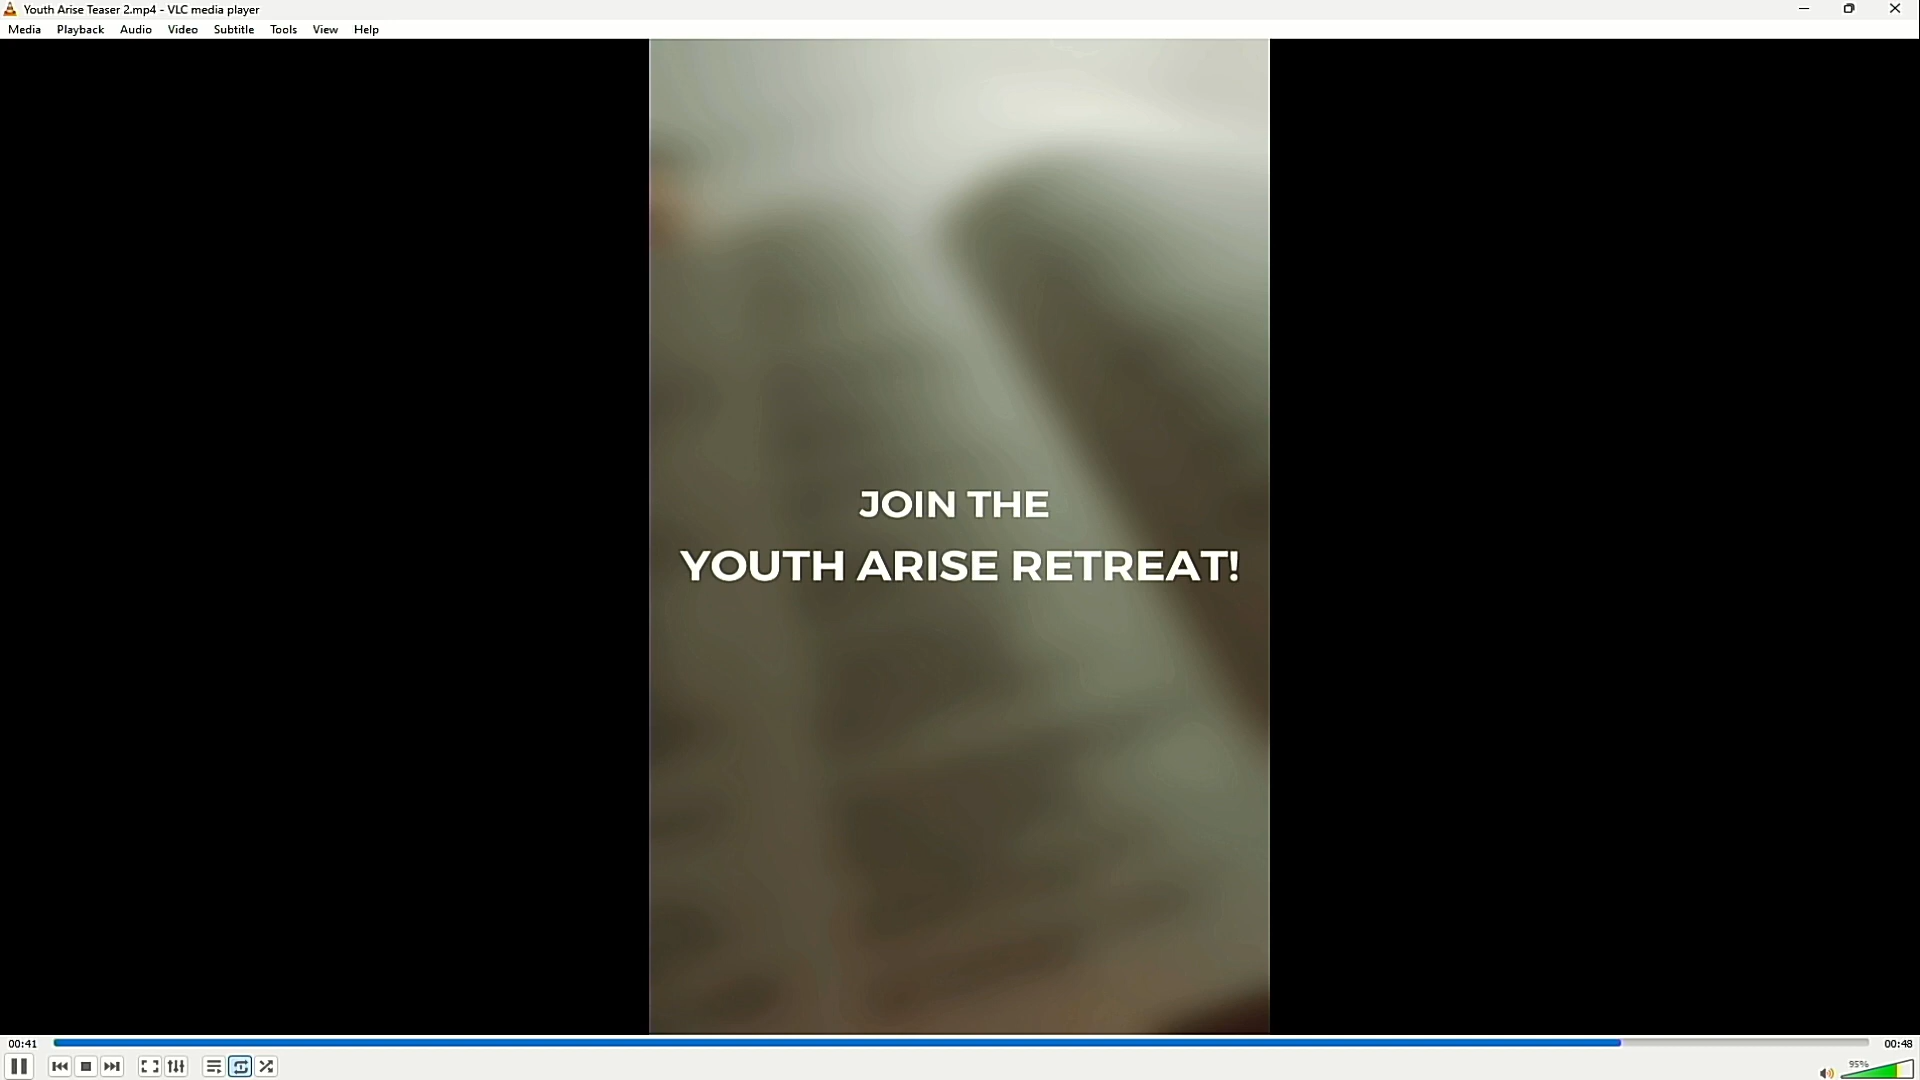 Youth Arise Teaser 2.mp4 - VLC media player
Media Playback Audio Video Subtitle Tools View Help
JOIN THE
YOUTH ARISE RETREAT!
00:41
00:48
95%